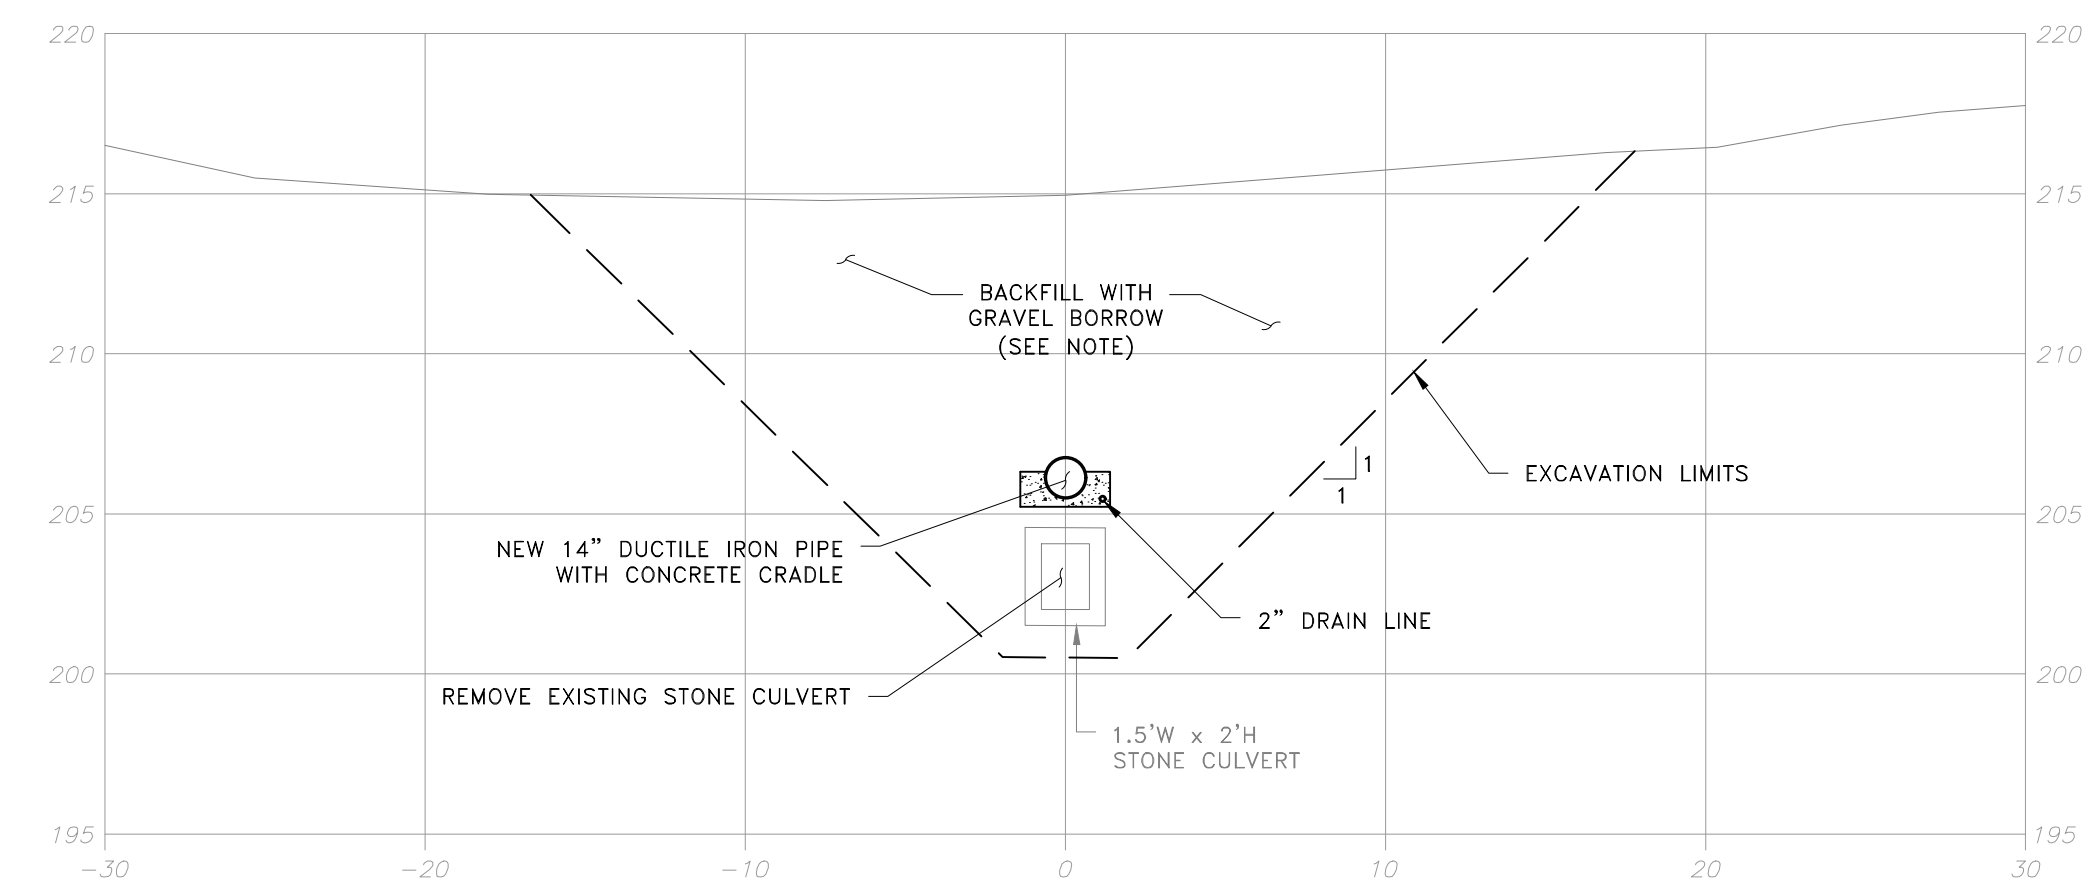 220
220
215
215
BACKFILL WITH
GRAVEL BORROW
(SEE NOTE)
210
210
1
1
EXCAVATION LIMITS
205
205
NEW 14” DUCTILE IRON PIPE
WITH CONCRETE CRADLE
2” DRAIN LINE
200
200
REMOVE EXISTING STONE CULVERT
1.5’W x 2’H
STONE CULVERT
195
195
-30 -20 -10 0 10 20 30